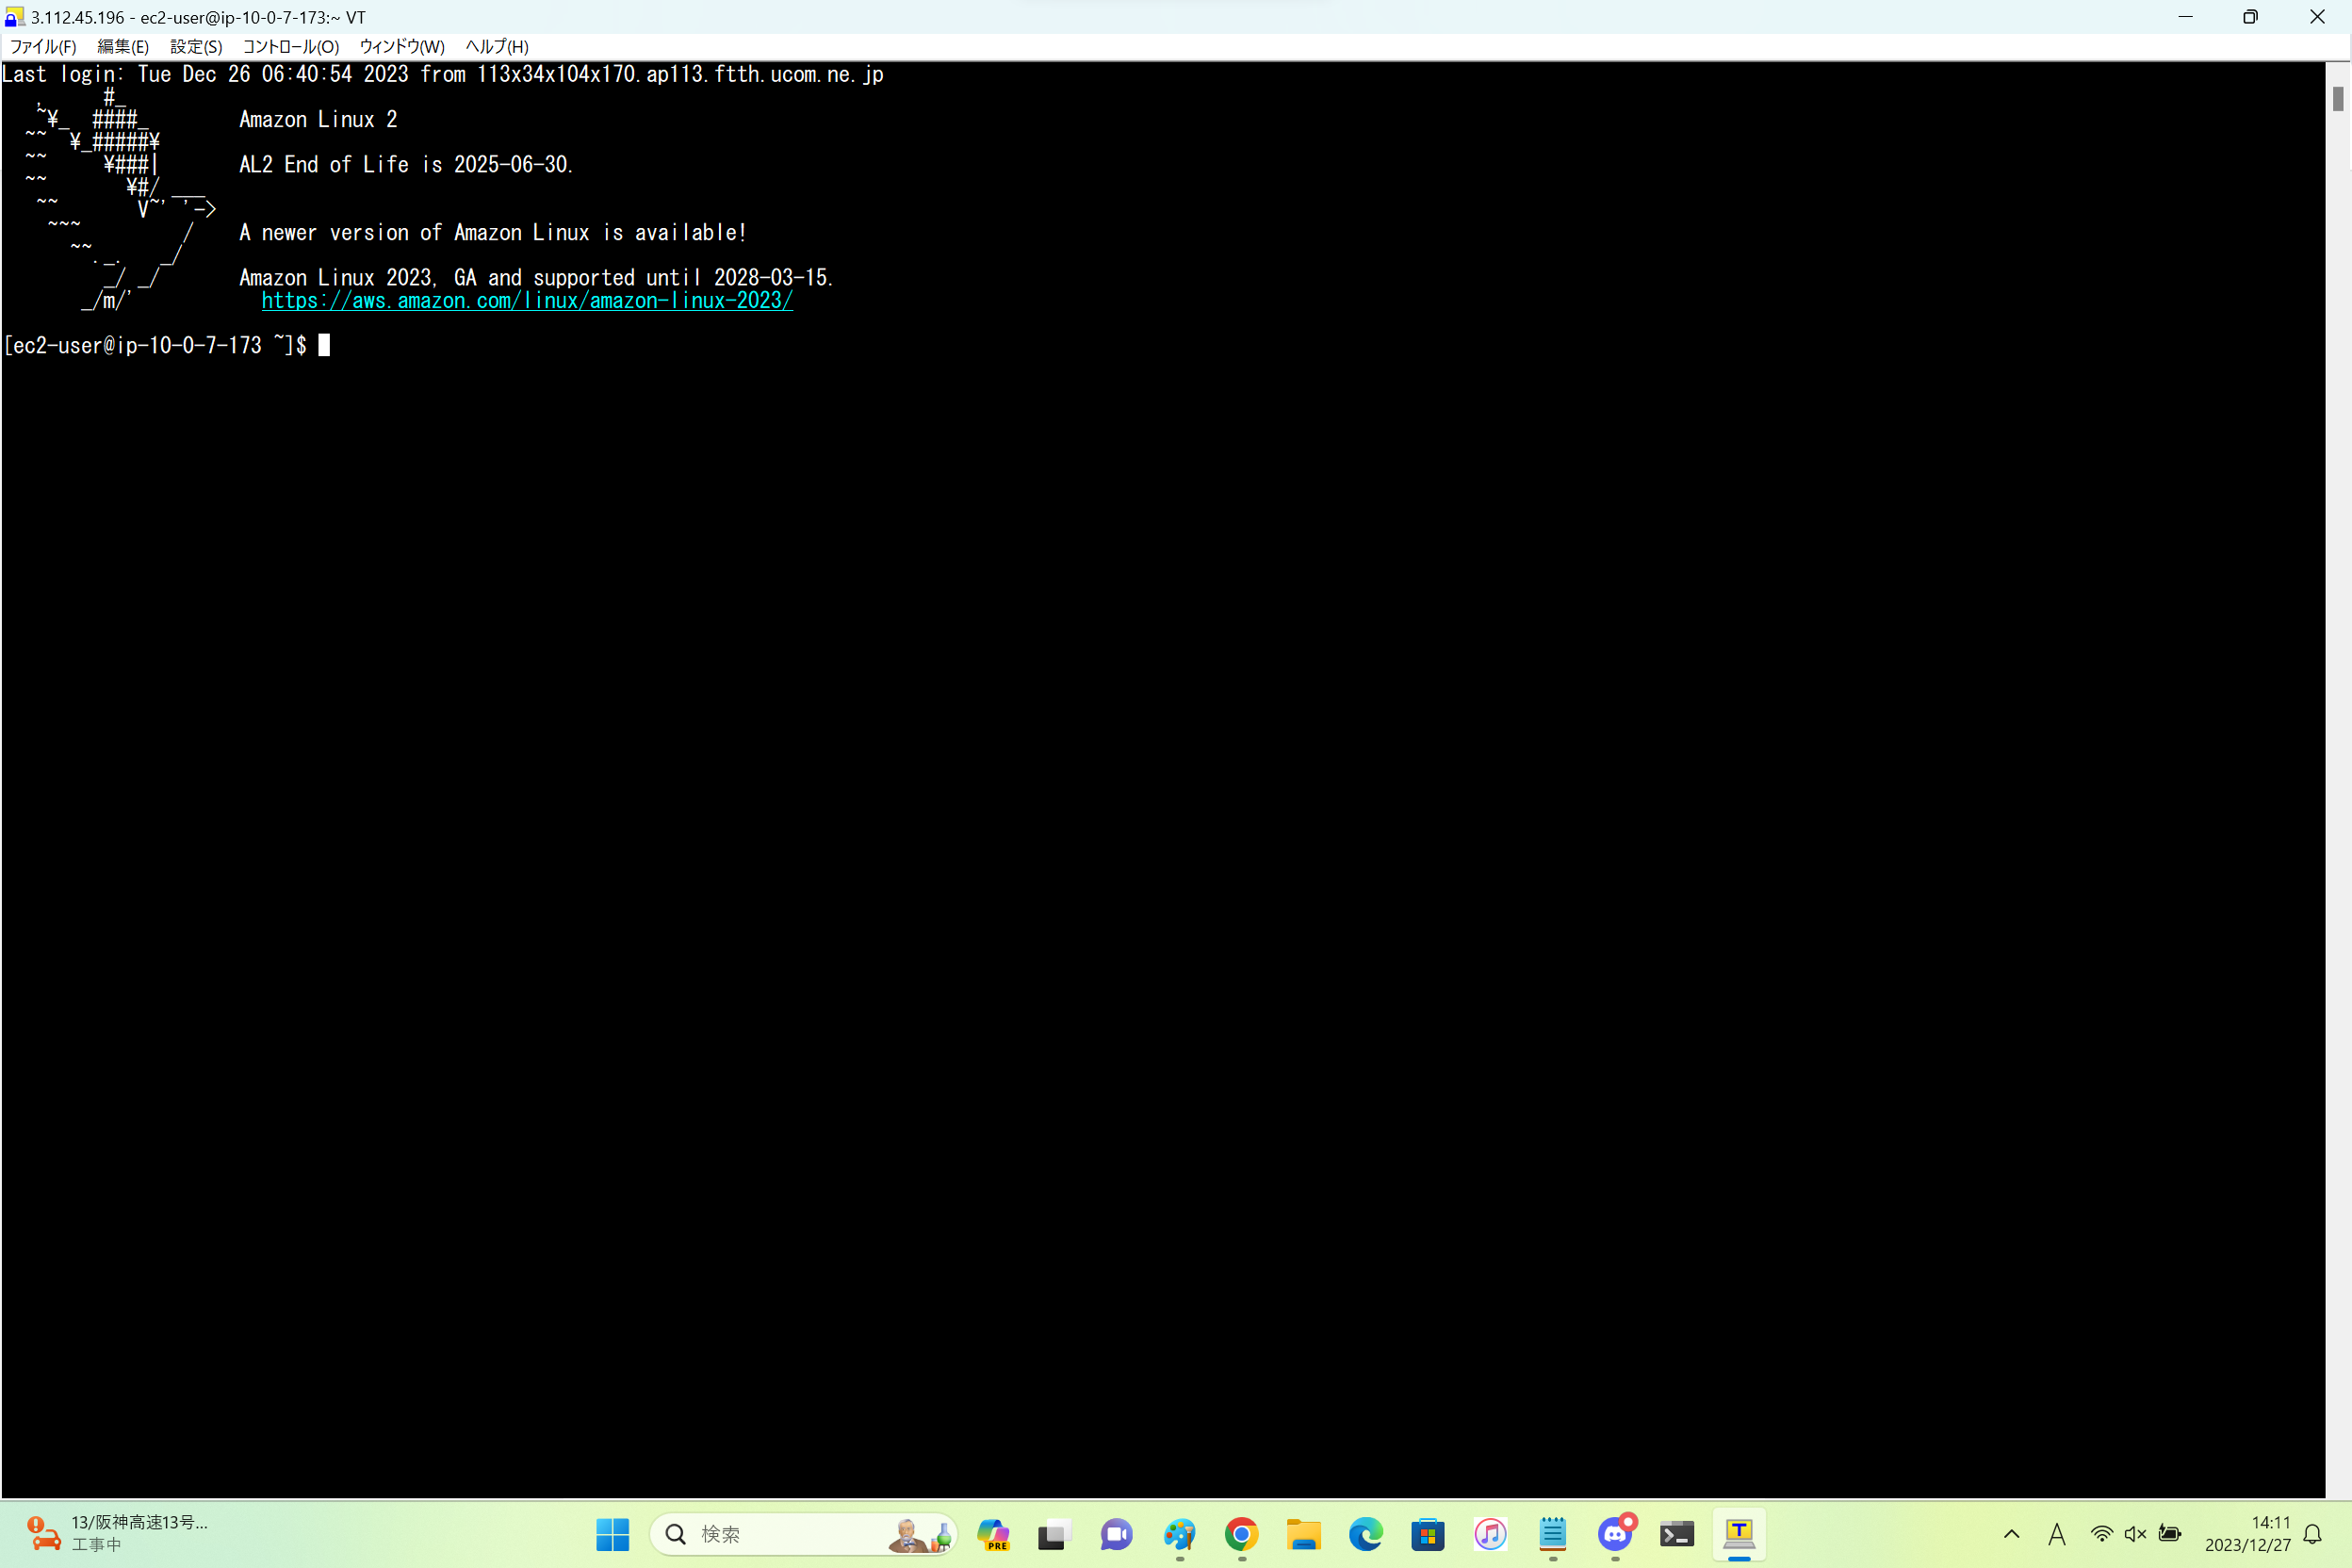 3.112.45.196 - ec2-user@ip-10-0-7-173:~ VT
ファイル(F) 編集(E) 設定(S) コントロール(O) ウィンドウ(W) ヘルプ(H)
Last login: Tue Dec 26 06:40:54 2023 from 113x34x104x170.ap113.ftth.ucom.ne.jp
   ,     #_
   ~¥_  ####_        Amazon Linux 2
  ~~  ¥_#####¥
  ~~     ¥###|       AL2 End of Life is 2025-06-30.
  ~~       ¥#/ ___
   ~~       V~' '->
    ~~~         /    A newer version of Amazon Linux is available!
      ~~._.   _/
         _/ _/       Amazon Linux 2023, GA and supported until 2028-03-15.
       _/m/'           https://aws.amazon.com/linux/amazon-linux-2023/
[ec2-user@ip-10-0-7-173 ~]$
13/阪神高速13号...
工事中
検索
PRE
T
A
14:11
2023/12/27